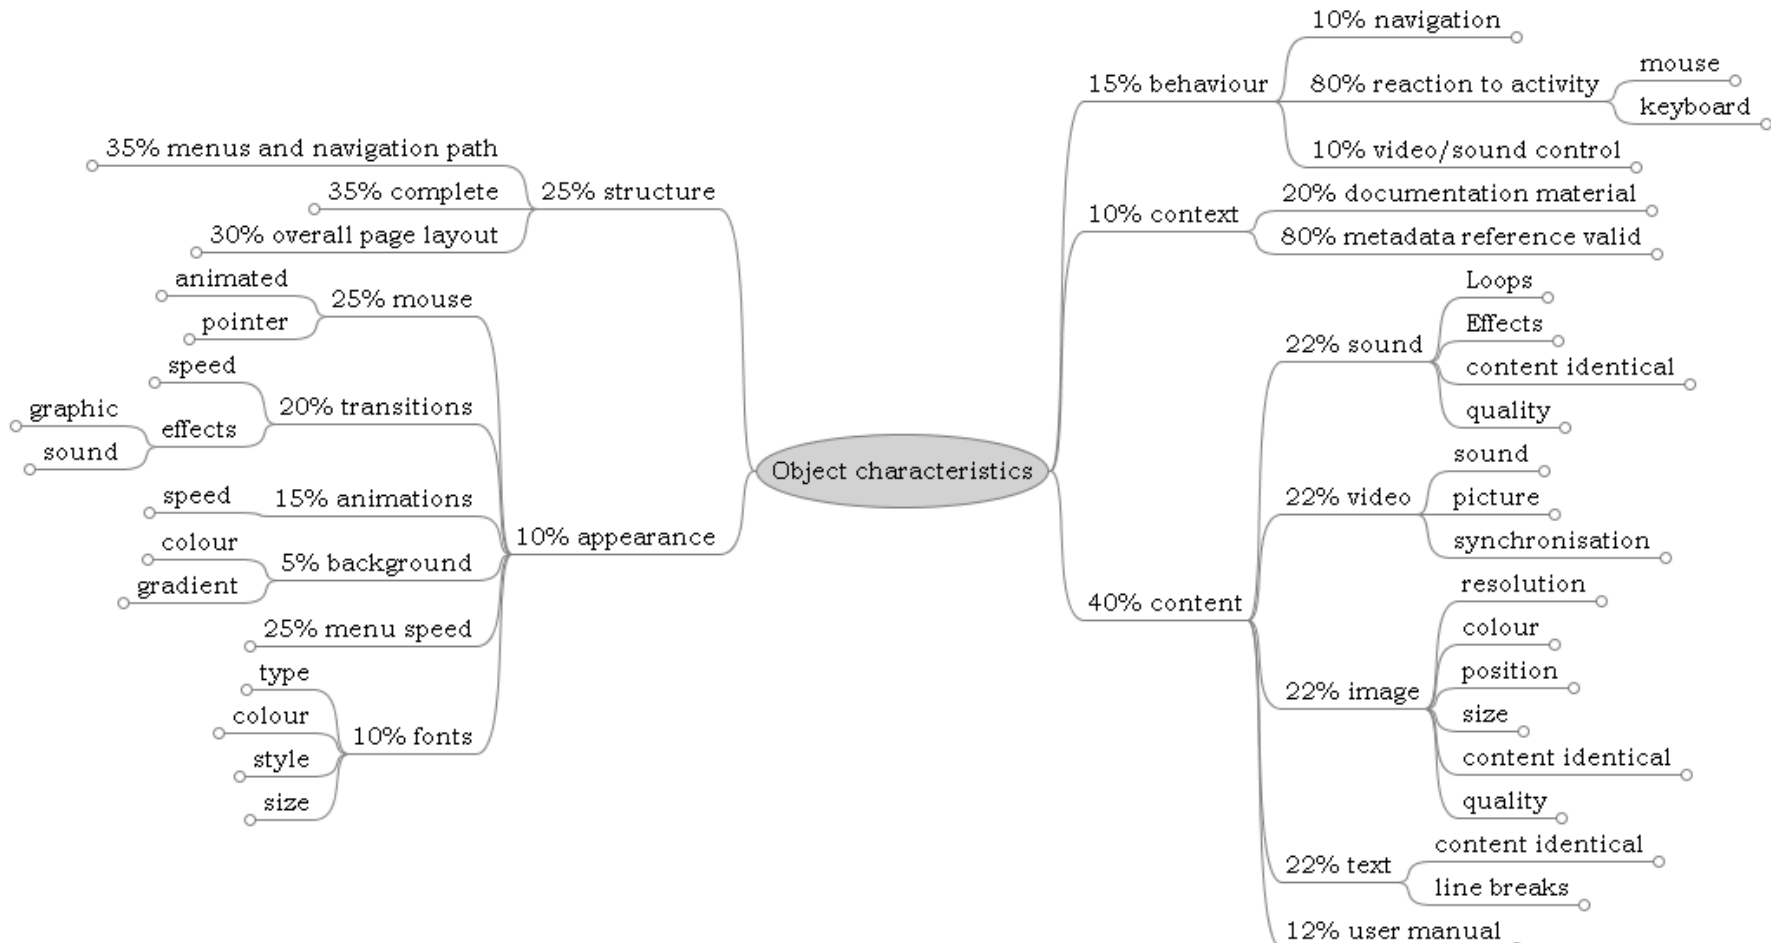 Object characteristics
25% structure
35% menus and navigation path
35% complete
30% overall page layout
10% appearance
25% mouse
animated
pointer
20% transitions
speed
effects
graphic
sound
15% animations
speed
5% background
colour
gradient
25% menu speed
10% fonts
type
colour
style
size
15% behaviour
10% navigation
80% reaction to activity
mouse
keyboard
10% video/sound control
10% context
20% documentation material
80% metadata reference valid
40% content
22% sound
Loops
Effects
content identical
quality
22% video
sound
picture
synchronisation
22% image
resolution
colour
position
size
content identical
quality
22% text
content identical
line breaks
12% user manual